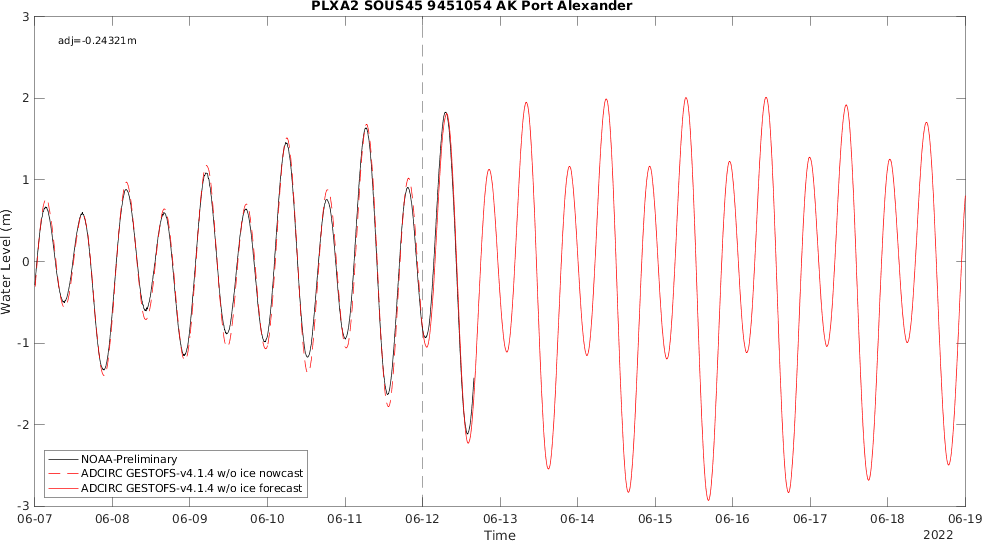 PLXA2 SOUS45 9451054 AK Port Alexander
adj=-0.24321m
3
2
1
0
-1
-2
-3
Water Level (m)
NOAA-Preliminary
ADCIRC GESTOFS-v4.1.4 w/o ice nowcast
ADCIRC GESTOFS-v4.1.4 w/o ice forecast
06-07 06-08 06-09 06-10 06-11 06-12 06-13 06-14 06-15 06-16 06-17 06-18 06-19
Time
2022